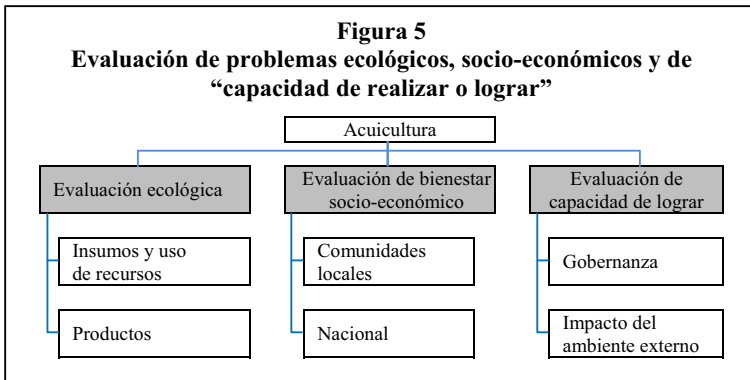 Figura 5
Evaluación de problemas ecológicos, socio-económicos y de
“capacidad de realizar o lograr”
Acuicultura
Evaluación ecológica
Evaluación de bienestar
socio-económico
Evaluación de
capacidad de lograr
Insumos y uso
de recursos
Comunidades
locales
Gobernanza
Productos
Nacional
Impacto del
ambiente externo